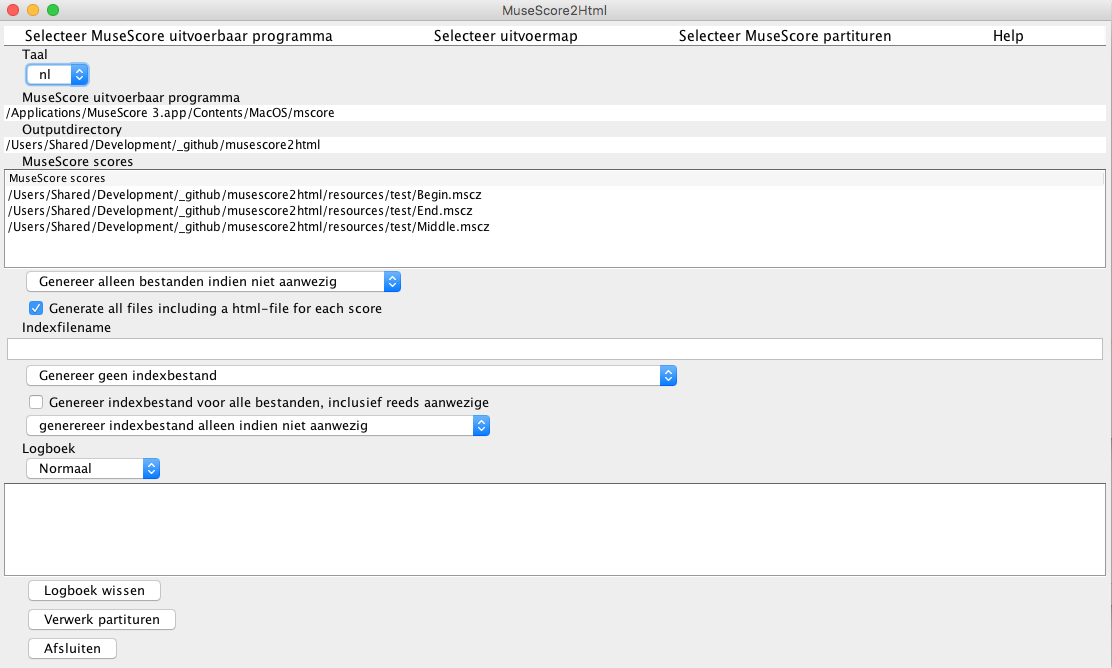 MuseScore2Html
Selecteer MuseScore uitvoerbaar programma Selecteer uitvoermap Selecteer MuseScore partituren Help
Taal
nl
MuseScore uitvoerbaar programma
/Applications/MuseScore 3.app/Contents/MacOS/mscore
Outputdirectory
/Users/Shared/Development/_github/musescore2html
MuseScore scores
MuseScore scores
/Users/Shared/Development/_github/musescore2html/resources/test/Begin.mscz
/Users/Shared/Development/_github/musescore2html/resources/test/End.mscz
/Users/Shared/Development/_github/musescore2html/resources/test/Middle.mscz
Genereer alleen bestanden indien niet aanwezig
Generate all files including a html-file for each score
Indexfilename
Genereer geen indexbestand
Genereer indexbestand voor alle bestanden, inclusief reeds aanwezige
generereer indexbestand alleen indien niet aanwezig
Logboek
Normaal
Logboek wissen
Verwerk partituren
Afsluiten